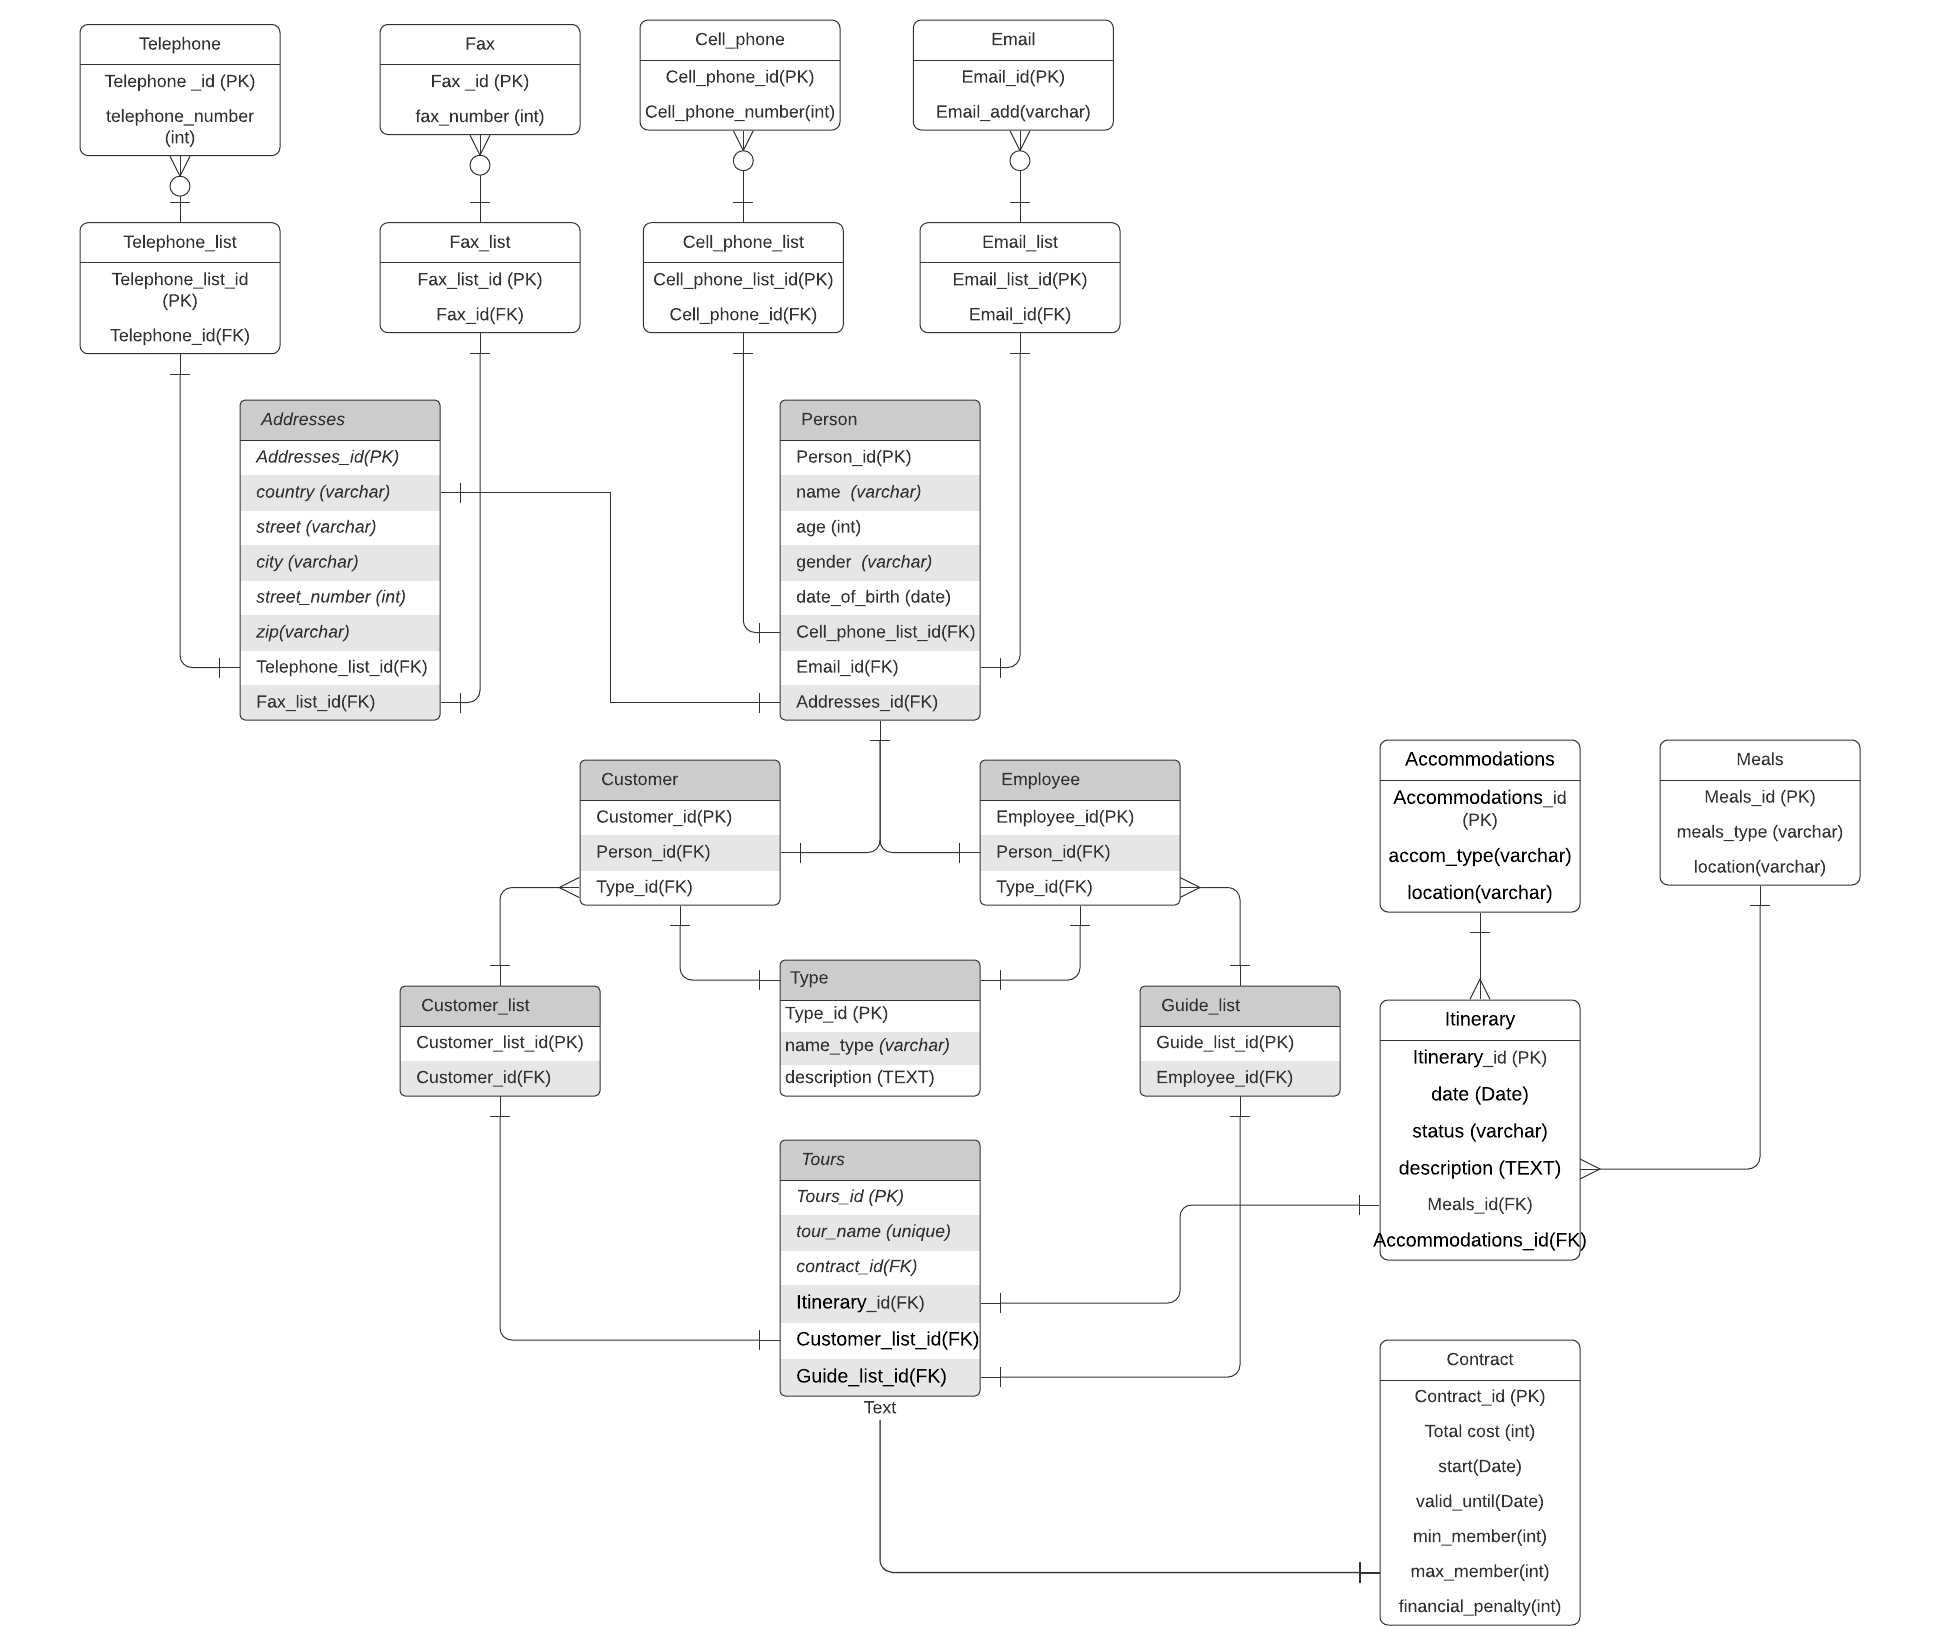 Telephone
Telephone _id (PK)
telephone_number
(int)
Fax
Fax _id (PK)
fax_number (int)
Cell_phone
Cell_phone_id(PK)
Cell_phone_number(int)
Email
Email_id(PK)
Email_add(varchar)
Telephone_list
Telephone_list_id
(PK)
Telephone_id(FK)
Fax_list
Fax_list_id (PK)
Fax_id(FK)
Cell_phone_list
Cell_phone_list_id(PK)
Cell_phone_id(FK)
Email_list
Email_list_id(PK)
Email_id(FK)
Addresses
Addresses_id(PK)
country (varchar)
street (varchar)
city (varchar)
street_number (int)
zip(varchar)
Telephone_list_id(FK)
Fax_list_id(FK)
Person
Person_id(PK)
name (varchar)
age (int)
gender (varchar)
date_of_birth (date)
Cell_phone_list_id(FK)
Email_id(FK)
Addresses_id(FK)
Customer
Customer_id(PK)
Person_id(FK)
Type_id(FK)
Employee
Employee_id(PK)
Person_id(FK)
Type_id(FK)
Accommodations
Accommodations_id
(PK)
accom_type(varchar)
location(varchar)
Meals
Meals_id (PK)
meals_type (varchar)
location(varchar)
Customer_list
Customer_list_id(PK)
Customer_id(FK)
Type
Type_id (PK)
name_type (varchar)
description (TEXT)
Guide_list
Guide_list_id(PK)
Employee_id(FK)
Itinerary
Itinerary_id (PK)
date (Date)
status (varchar)
description (TEXT)
Meals_id(FK)
Accommodations_id(FK)
Tours
Tours_id (PK)
tour_name (unique)
contract_id(FK)
Itinerary_id(FK)
Customer_list_id(FK)
Guide_list_id(FK)
Text
Contract
Contract_id (PK)
Total cost (int)
start(Date)
valid_until(Date)
min_member(int)
max_member(int)
financial_penalty(int)